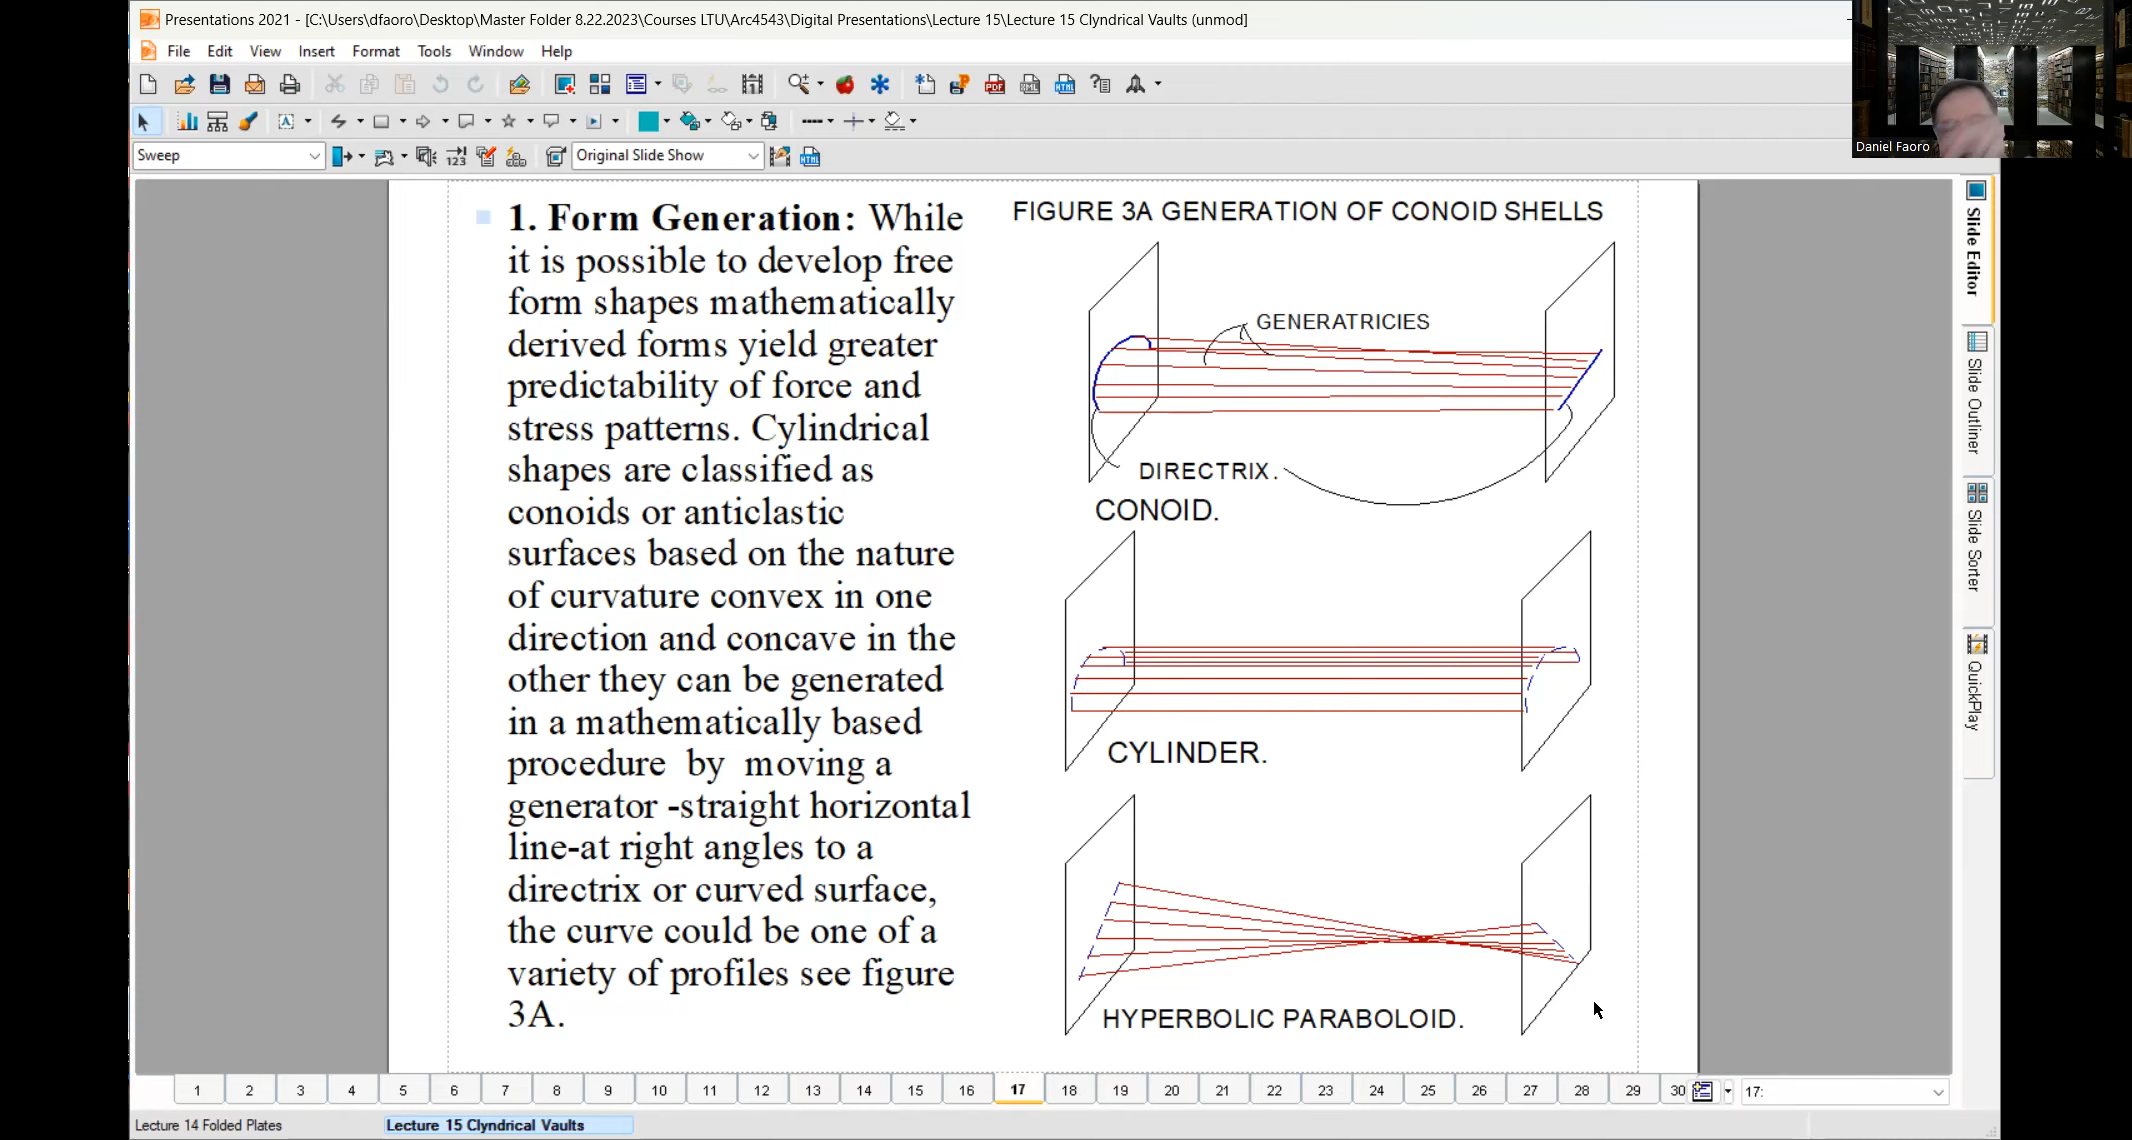 Presentations 2021 - [C:\Users\dfaoro\Desktop\Master Folder 8.22.2023\Courses LTU\Arc4543\Digital Presentations\Lecture 15\Lecture 15 Clyndrical Vaults (unmod]
File Edit View Insert Format Tools Window Help
Sweep
Original Slide Show
Daniel Faoro
1. Form Generation: While
it is possible to develop free
form shapes mathematically
derived forms yield greater
predictability of force and
stress patterns. Cylindrical
shapes are classified as
conoids or anticlastic
surfaces based on the nature
of curvature convex in one
direction and concave in the
other they can be generated
in a mathematically based
procedure by moving a
generator -straight horizontal
line-at right angles to a
directrix or curved surface,
the curve could be one of a
variety of profiles see figure
3A.
FIGURE 3A GENERATION OF CONOID SHELLS
GENERATRICIES
DIRECTRIX.
CONOID.
CYLINDER.
HYPERBOLIC PARABOLOID.
Slide Editor
Slide Outliner
Slide Sorter
QuickPlay
1 2 3 4 5 6 7 8 9 10 11 12 13 14 15 16 17 18 19 20 21 22 23 24 25 26 27 28 29 30
17:
Lecture 14 Folded Plates
Lecture 15 Clyndrical Vaults